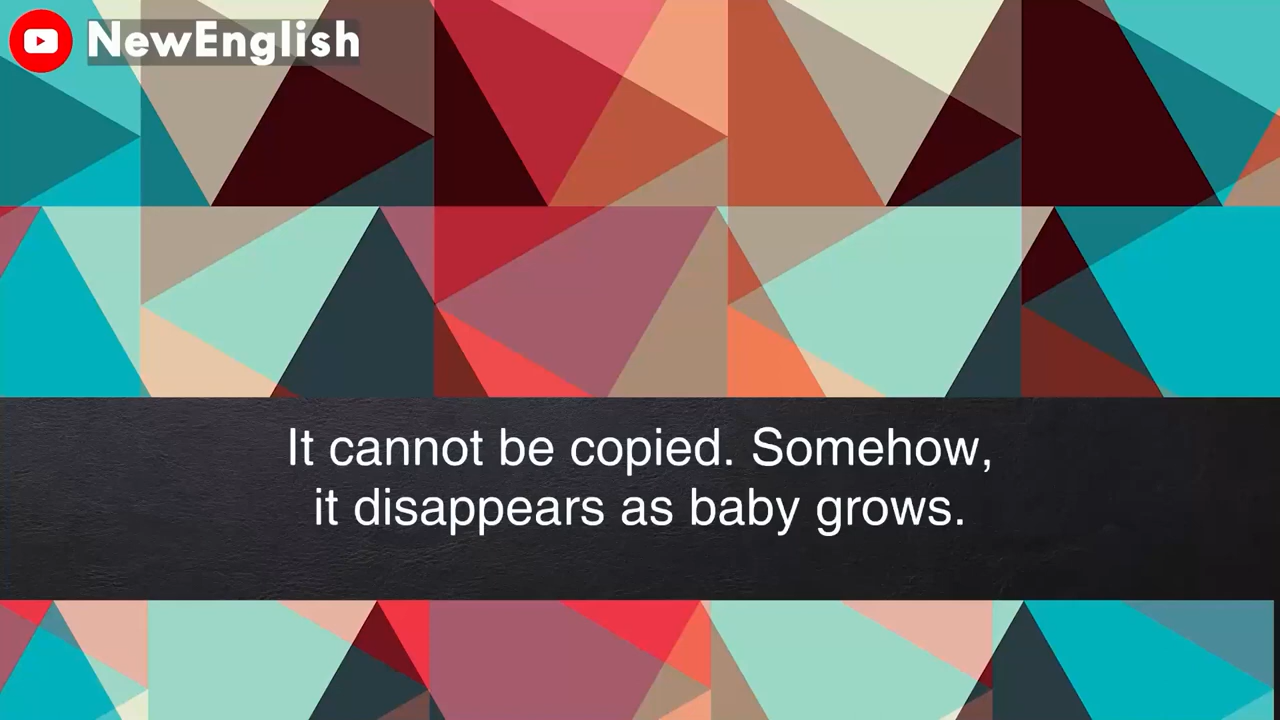 NewEnglish
It cannot be copied. Somehow,
it disappears as baby grows.